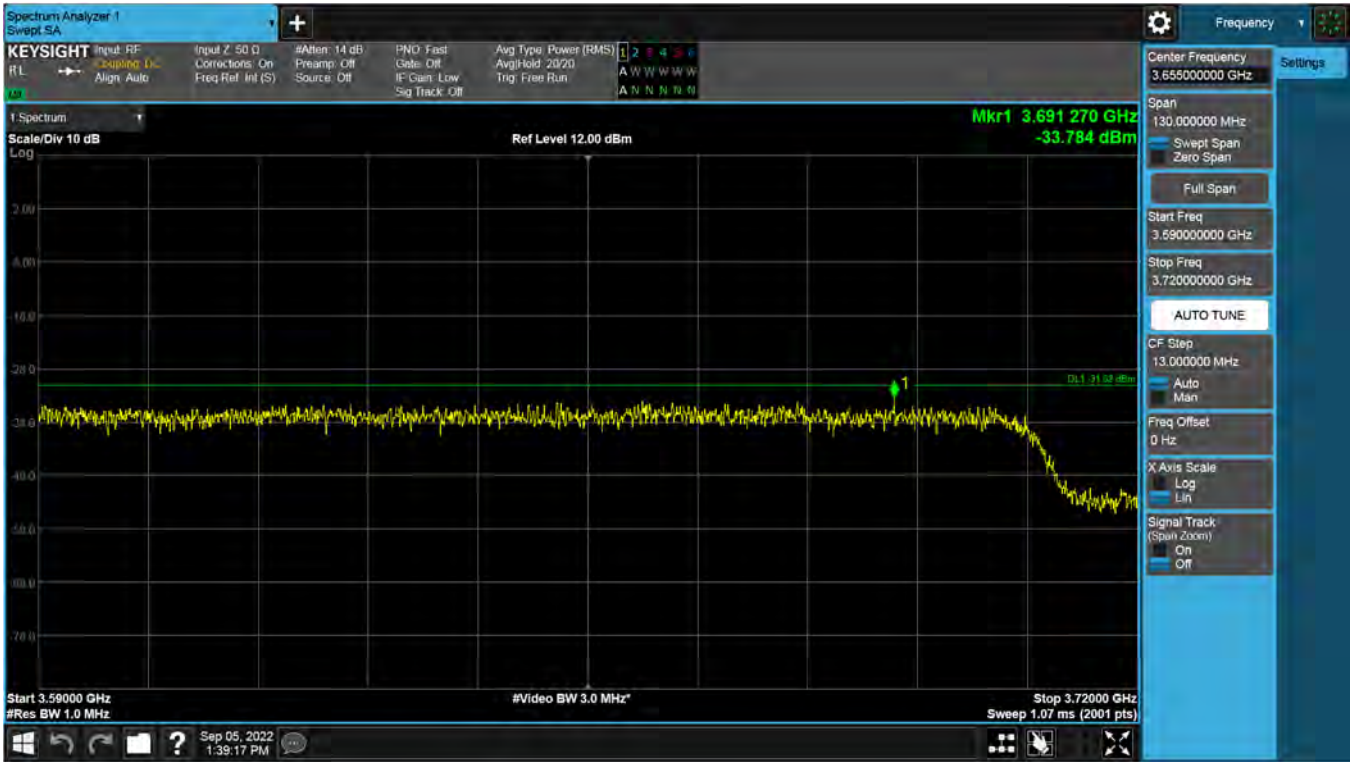 Spectrum Analyzer 1
Swept SA
Frequency
KEYSIGHT
RL
Input: RF
Coupling: DC
Align: Auto
Input Z: 50 Ω
Corrections: On
Freq Ref: Int (S)
#Atten: 14 dB
Preamp: Off
Source: Off
PNO: Fast
Gate: Off
IF Gain: Low
Sig Track: Off
Avg Type: Power (RMS)
Avg|Hold: 20/20
Trig: Free Run
1 2 3 4 5 6
A W W W W W
A N N N N N
Center Frequency
3.655000000 GHz
Settings
Span
130.000000 MHz
Swept Span
Zero Span
Full Span
Start Freq
3.590000000 GHz
Stop Freq
3.720000000 GHz
AUTO TUNE
CF Step
13.000000 MHz
Auto
Man
Freq Offset
0 Hz
X Axis Scale
Log
Lin
Signal Track
(Span Zoom)
On
Off
1 Spectrum
Scale/Div 10 dB
Log
Ref Level 12.00 dBm
Mkr1 3.691 270 GHz
-33.784 dBm
2.00
-8.00
-18.0
-28.0
-38.0
-48.0
-58.0
-68.0
-78.0
1
Start 3.59000 GHz
#Res BW 1.0 MHz
#Video BW 3.0 MHz*
Stop 3.72000 GHz
Sweep 1.07 ms (2001 pts)
?
Sep 05, 2022
1:39:17 PM